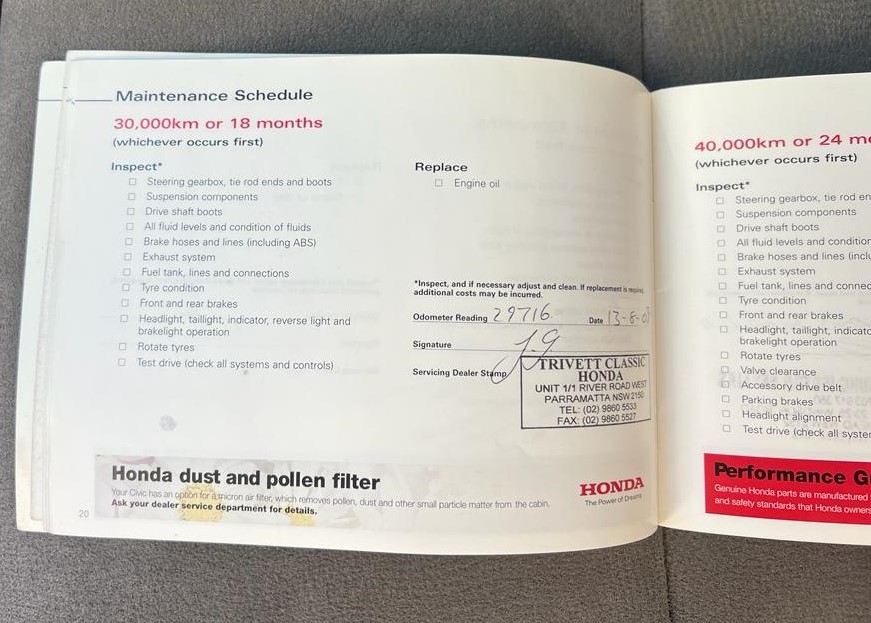 Maintenance Schedule
30,000km or 18 months
(whichever occurs first)
Inspect*
Steering gearbox, tie rod ends and boots
Suspension components
Drive shaft boots
All fluid levels and condition of fluids
Brake hoses and lines (including ABS)
Exhaust system
Fuel tank, lines and connections
Tyre condition
Front and rear brakes
Headlight, taillight, indicator, reverse light and
brakelight operation
Rotate tyres
Test drive (check all systems and controls)
Replace
Engine oil
*Inspect, and if necessary adjust and clean. If replacement is required,
additional costs may be incurred.
Odometer Reading 29716
Date 13-8-0
Signature
Servicing Dealer Stamp
TRIVETT CLASSIC
HONDA
UNIT 1/1 RIVER ROAD WEST
PARRAMATTA NSW 2150
TEL: (02) 9860 5533
FAX: (02) 9860 5527
Honda dust and pollen filter
Your Civic has an option for a micron air filter, which removes pollen, dust and other small particle matter from the cabin.
Ask your dealer service department for details.
HONDA
The Power of Dreams
20
40,000km or 24 m
(whichever occurs first)
Inspect*
Steering gearbox, tie rod en
Suspension components
Drive shaft boots
All fluid levels and condition
Brake hoses and lines (inclu
Exhaust system
Fuel tank, lines and connec
Tyre condition
Front and rear brakes
Headlight, taillight, indicato
brakelight operation
Rotate tyres
Valve clearance
Accessory drive belt
Parking brakes
Headlight alignment
Test drive (check all system
Performance G
Genuine Honda parts are manufactured
and safety standards that Honda owners